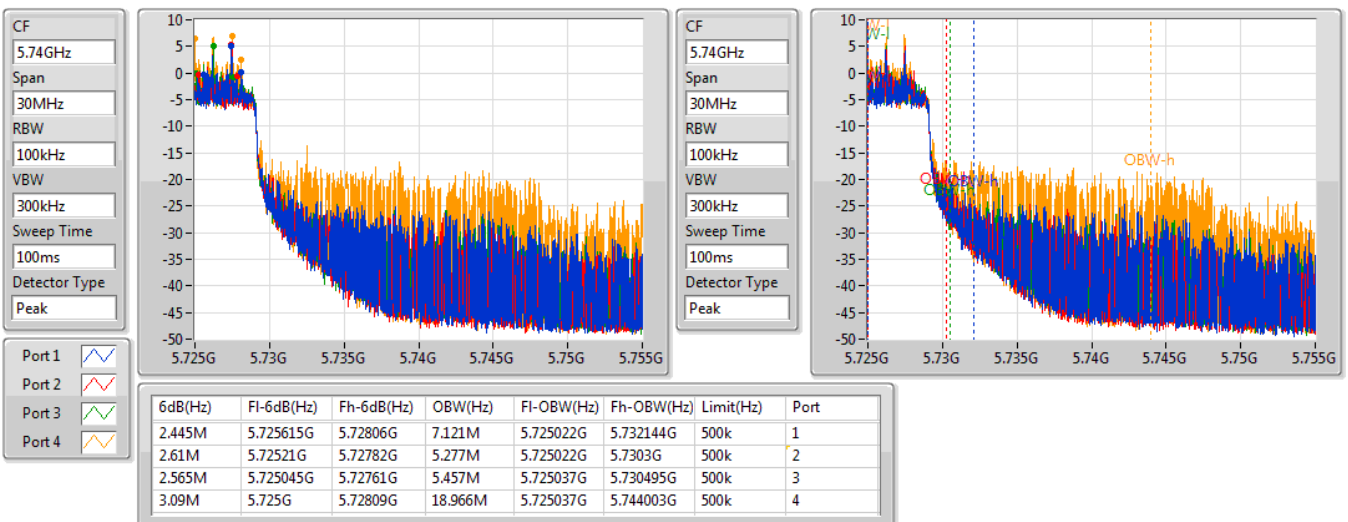 CF
5.74GHz
Span
30MHz
RBW
100kHz
VBW
300kHz
Sweep Time
100ms
Detector Type
Peak
10
5
0
-5
-10
-15
-20
-25
-30
-35
-40
-45
-50
5.725G 5.73G 5.735G 5.74G 5.745G 5.75G 5.755G
CF
5.74GHz
Span
30MHz
RBW
100kHz
VBW
300kHz
Sweep Time
100ms
Detector Type
Peak
10
5
0
-5
-10
-15
-20
-25
-30
-35
-40
-45
-50
OBW-h
OBW-h
5.725G 5.73G 5.735G 5.74G 5.745G 5.75G 5.755G
Port 1
Port 2
Port 3
Port 4
6dB(Hz) Fl-6dB(Hz) Fh-6dB(Hz) OBW(Hz) Fl-OBW(Hz) Fh-OBW(Hz) Limit(Hz) Port
2.445M 5.725615G 5.72806G 7.121M 5.725022G 5.732144G 500k 1
2.61M 5.72521G 5.72782G 5.277M 5.725022G 5.7303G 500k 2
2.565M 5.725045G 5.72761G 5.457M 5.725037G 5.730495G 500k 3
3.09M 5.725G 5.72809G 18.966M 5.725037G 5.744003G 500k 4